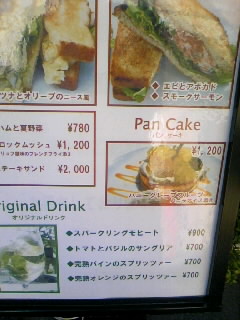 ツナとオリーブのニース風
◆ エビとアボカド
◆ スモークサーモン
ハムと夏野菜 ¥780
ロックムッシュ ¥1,200
ーキサンド ¥2,000
Pan Cake
パンケーキ
¥1,200
riginal Drink
オリジナルドリンク
◆ スパークリングモヒート ¥900
◆ トマトとバジルのサングリア ¥700
◆ 完熟パインのスプリッツァー ¥700
◆ 完熟オレンジのスプリッツァー ¥700